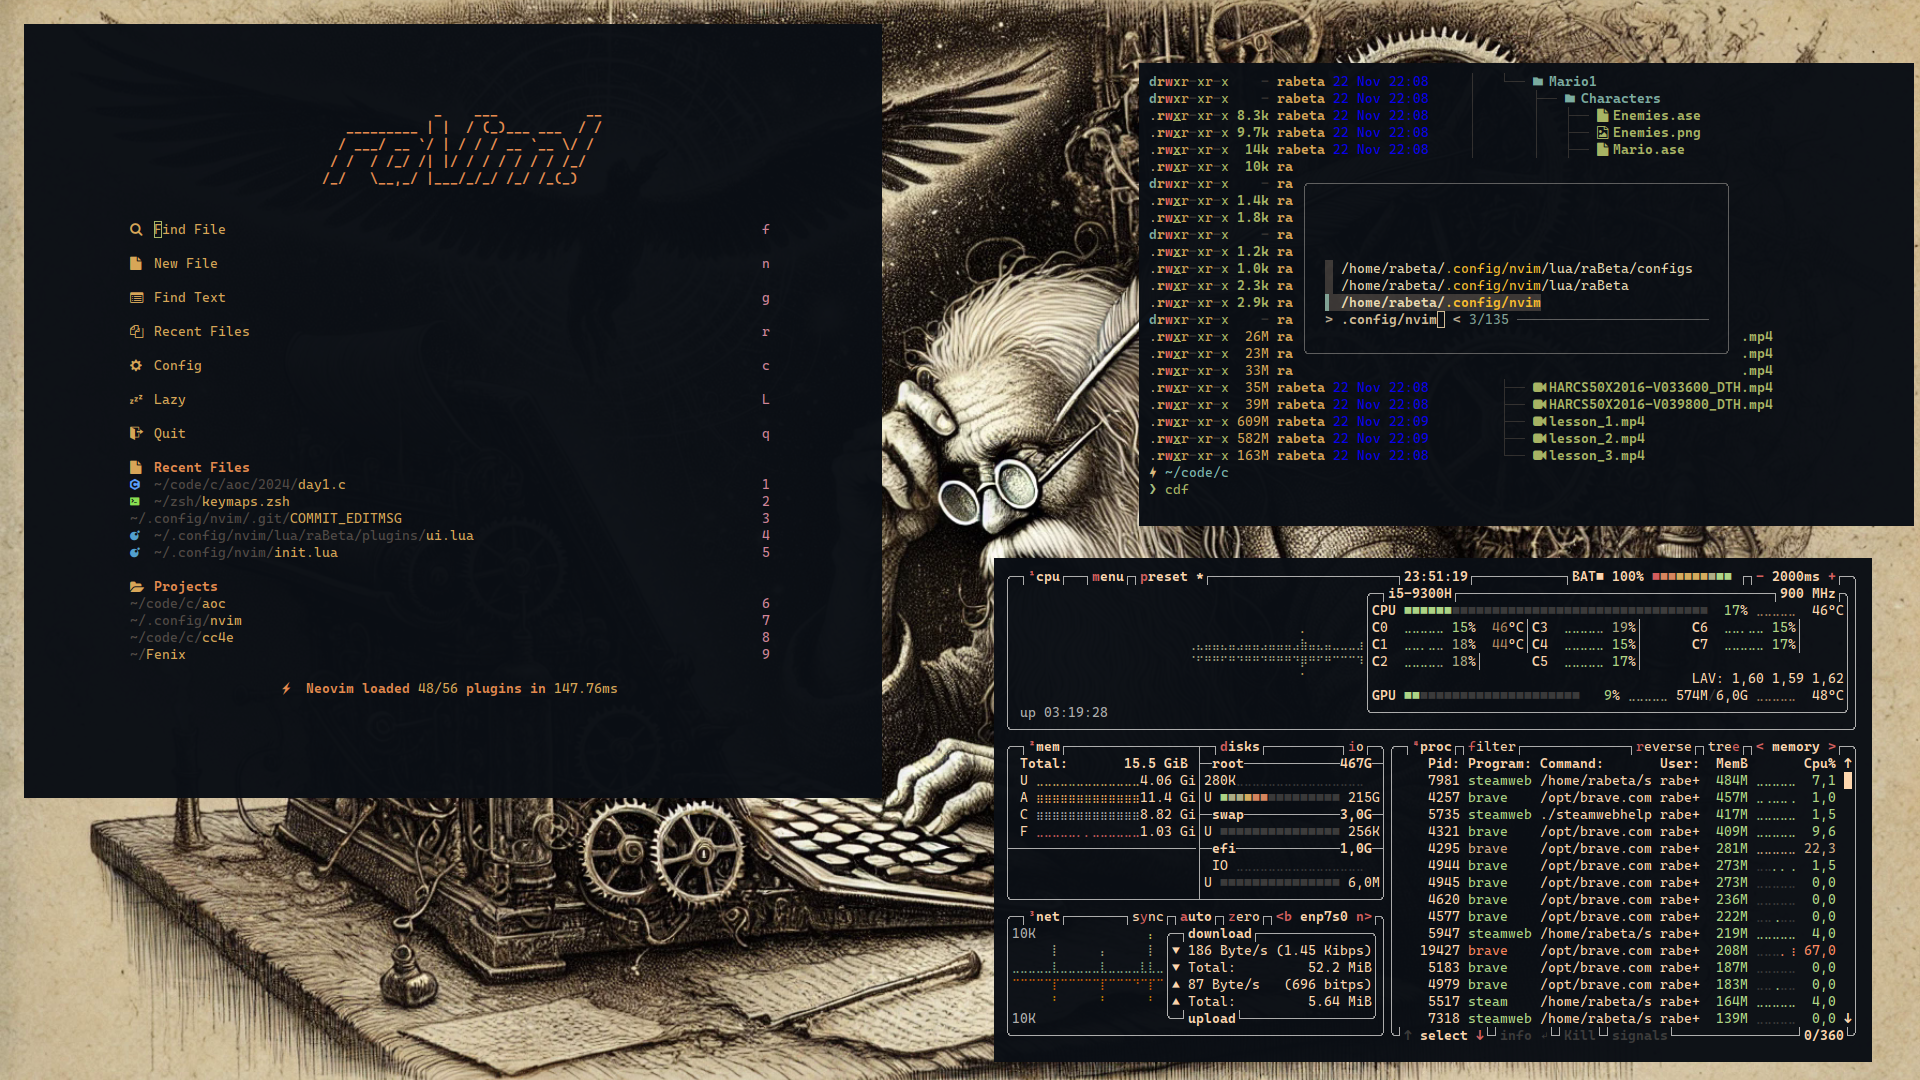 Find File f
New File n
Find Text g
Recent Files r
Config c
Lazy L
Quit q
Recent Files
~/code/c/aoc/2024/day1.c 1
~/zsh/keymaps.zsh 2
~/.config/nvim/.git/COMMIT_EDITMSG 3
~/.config/nvim/lua/raBeta/plugins/ui.lua 4
~/.config/nvim/init.lua 5
Projects
~/code/c/aoc 6
~/.config/nvim 7
~/code/c/cc4e 8
~/Fenix 9
Neovim loaded 48/56 plugins in 147.76ms
drwxr-xr-x - rabeta 22 Nov 22:08 Mario1
drwxr-xr-x - rabeta 22 Nov 22:08 Characters
.rwxr-xr-x 8.3k rabeta 22 Nov 22:08 Enemies.ase
.rwxr-xr-x 9.7k rabeta 22 Nov 22:08 Enemies.png
.rwxr-xr-x 14k rabeta 22 Nov 22:08 Mario.ase
.rwxr-xr-x 10k ra
drwxr-xr-x - ra
.rwxr-xr-x 1.4k ra
.rwxr-xr-x 1.8k ra
drwxr-xr-x - ra
.rwxr-xr-x 1.2k ra
.rwxr-xr-x 1.0k ra /home/rabeta/.config/nvim/lua/raBeta/configs
.rwxr-xr-x 2.3k ra /home/rabeta/.config/nvim/lua/raBeta
.rwxr-xr-x 2.9k ra /home/rabeta/.config/nvim
drwxr-xr-x - ra > .config/nvim < 3/135
.rwxr-xr-x 26M ra .mp4
.rwxr-xr-x 23M ra .mp4
.rwxr-xr-x 33M ra .mp4
.rwxr-xr-x 35M rabeta 22 Nov 22:08 HARCS50X2016-V033600_DTH.mp4
.rwxr-xr-x 39M rabeta 22 Nov 22:08 HARCS50X2016-V039800_DTH.mp4
.rwxr-xr-x 609M rabeta 22 Nov 22:09 lesson_1.mp4
.rwxr-xr-x 582M rabeta 22 Nov 22:09 lesson_2.mp4
.rwxr-xr-x 163M rabeta 22 Nov 22:08 lesson_3.mp4
~/code/c
❯ cdf
¹cpu menu preset * 23:51:19 BAT■ 100% - 2000ms +
i5-9300H 900 MHz
CPU 17% 46°C
C0 15% 46°C C3 19% C6 15%
C1 18% 44°C C4 15% C7 17%
C2 18% C5 17%
LAV: 1,60 1,59 1,62
GPU 9% 574M/6,0G 48°C
up 03:19:28
²mem disks io
Total: 15.5 GiB root 467G
U 4.06 Gi 280K
A 11.4 Gi U 215G
C 8.82 Gi swap 3,0G
F 1.03 Gi U 256K
efi 1,0G
IO
U 6,0M
³net sync auto zero <b enp7s0 n>
10K download
▼ 186 Byte/s (1.45 Kibps)
▼ Total: 52.2 MiB
▲ 87 Byte/s (696 bitps)
▲ Total: 5.64 MiB
10K upload
⁴proc filter reverse tree < memory >
Pid: Program: Command: User: MemB Cpu% ↑
7981 steamweb /home/rabeta/s rabe+ 484M 7,1
4257 brave /opt/brave.com rabe+ 457M 1,0
5735 steamweb ./steamwebhelp rabe+ 417M 1,5
4321 brave /opt/brave.com rabe+ 409M 9,6
4295 brave /opt/brave.com rabe+ 281M 22,3
4944 brave /opt/brave.com rabe+ 273M 1,5
4945 brave /opt/brave.com rabe+ 273M 0,0
4620 brave /opt/brave.com rabe+ 236M 0,0
4577 brave /opt/brave.com rabe+ 222M 0,0
5947 steamweb /home/rabeta/s rabe+ 219M 4,0
19427 brave /opt/brave.com rabe+ 208M 67,0
5183 brave /opt/brave.com rabe+ 187M 0,0
4979 brave /opt/brave.com rabe+ 183M 0,0
5517 steam /home/rabeta/s rabe+ 164M 4,0
7318 steamweb /home/rabeta/s rabe+ 139M 0,0 ↓
↑ select ↓ info Kill signals 0/360